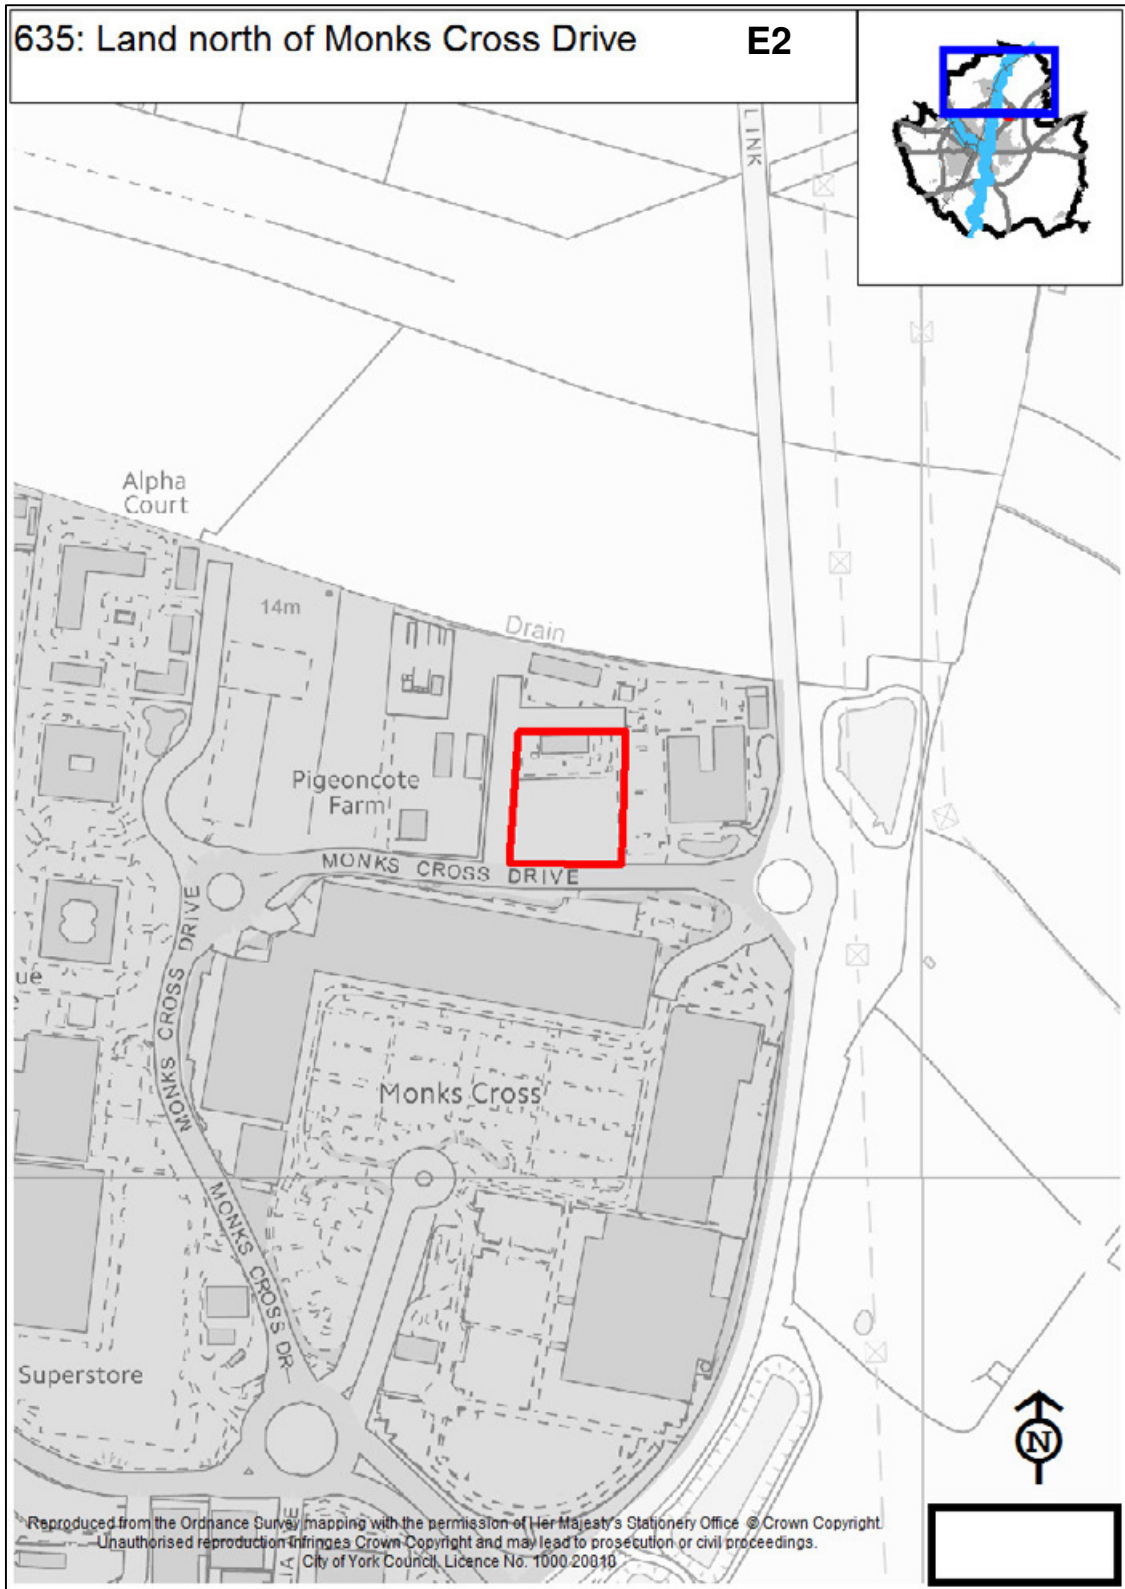 635: Land north of Monks Cross Drive
E2
LINK
Alpha
Court
14m
Drain
Pigeoncote
Farm
MONKS CROSS DRIVE
MONKS CROSS DRIVE
ue
Monks Cross
MONKS CROSS DR
Superstore
N
Reproduced from the Ordnance Survey mapping with the permission of Her Majesty's Stationery Office © Crown Copyright.
Unauthorised reproduction infringes Crown Copyright and may lead to prosecution or civil proceedings.
City of York Council. Licence No. 1000 20818